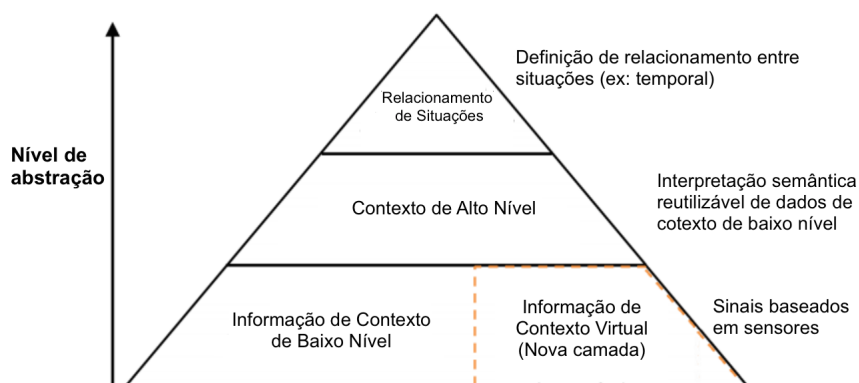 Definição de relacionamento entre
situações (ex: temporal)
Relacionamento
de Situações
Nível de
abstração
Interpretação semântica
reutilizável de dados de
cotexto de baixo nível
Contexto de Alto Nível
Sinais baseados
em sensores
Informação de Contexto
de Baixo Nível
Informação de
Contexto Virtual
(Nova camada)